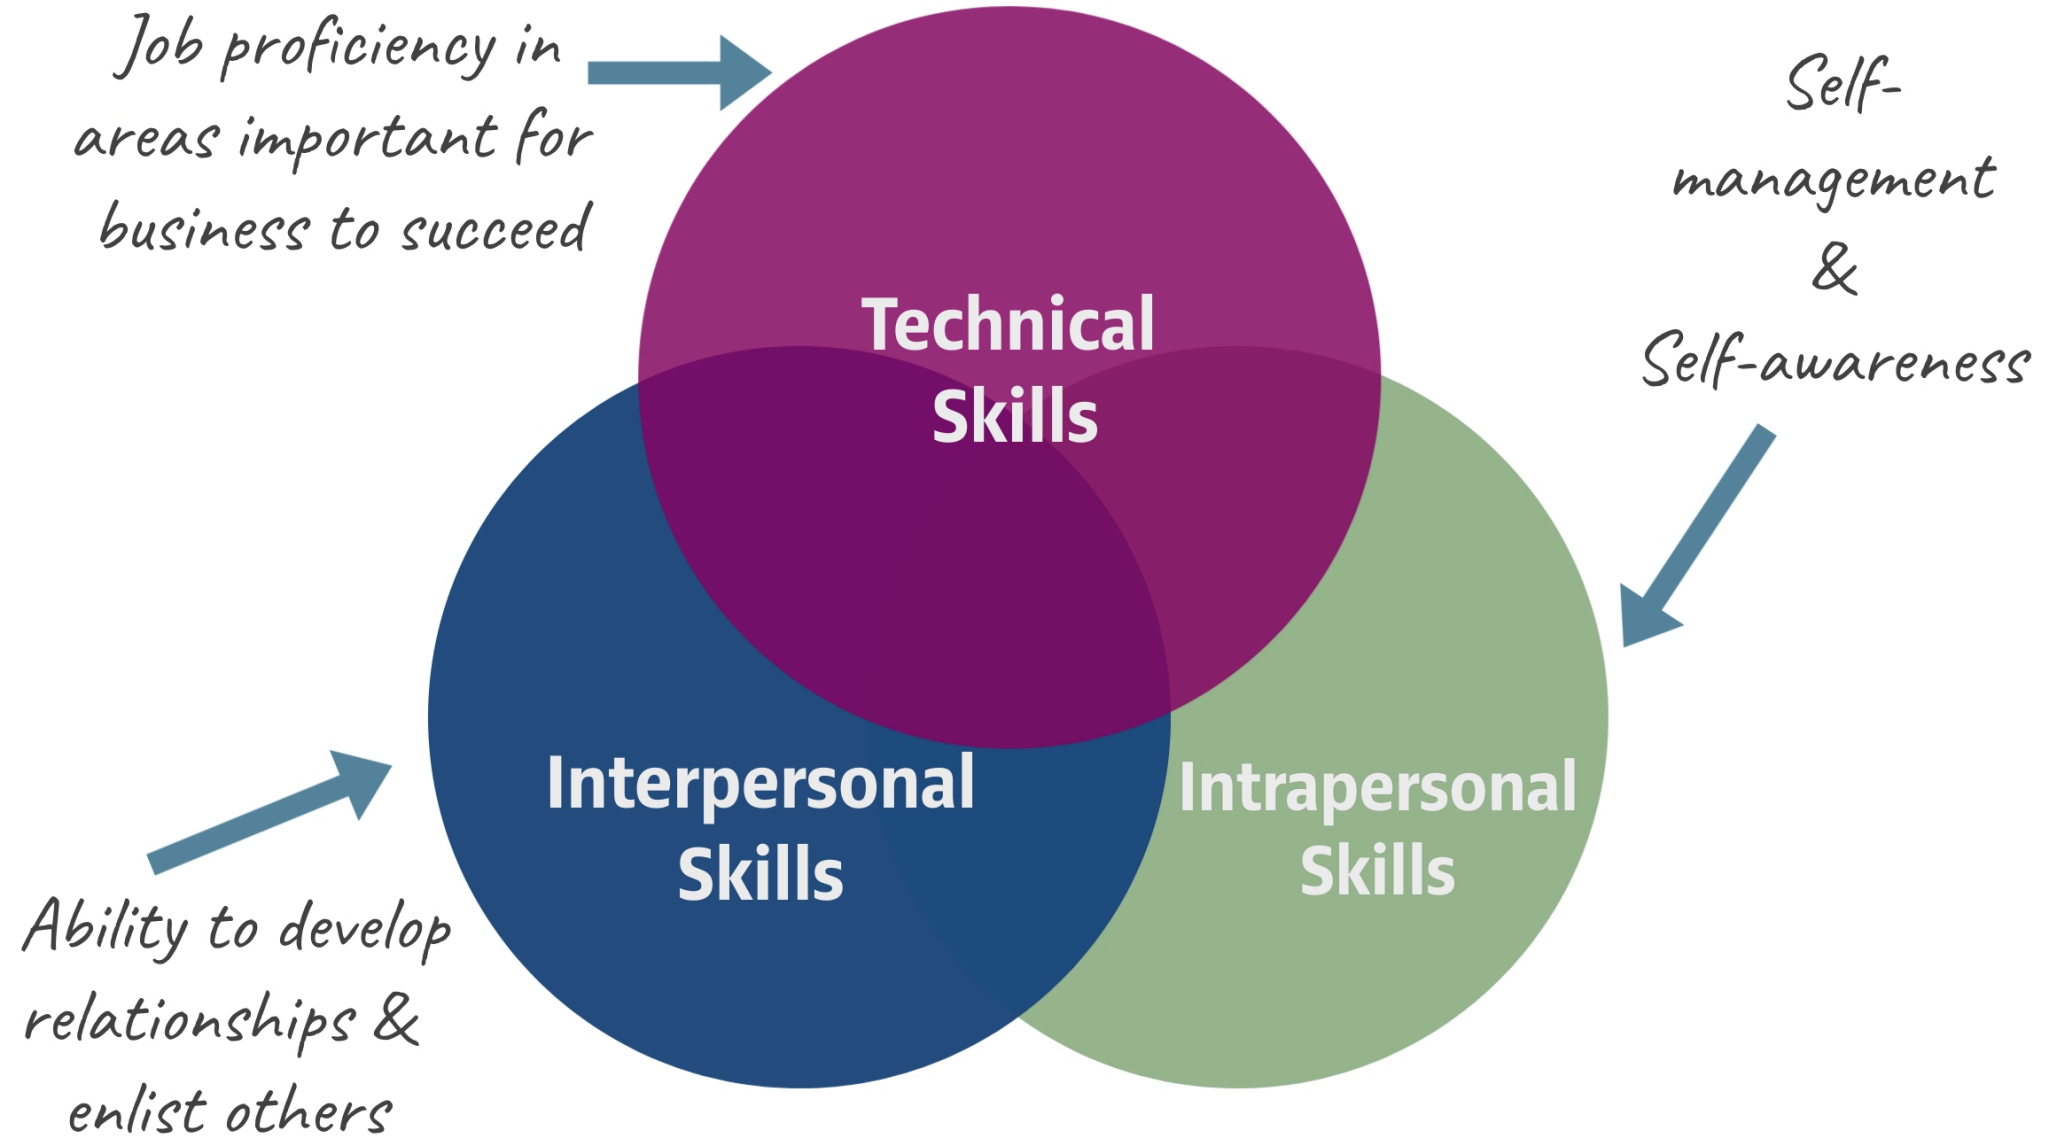 Job proficiency in
areas important for
business to succeed
Self-
management
&
Self-awareness
Technical
Skills
Interpersonal
Skills
Intrapersonal
Skills
Ability to develop
relationships &
enlist others